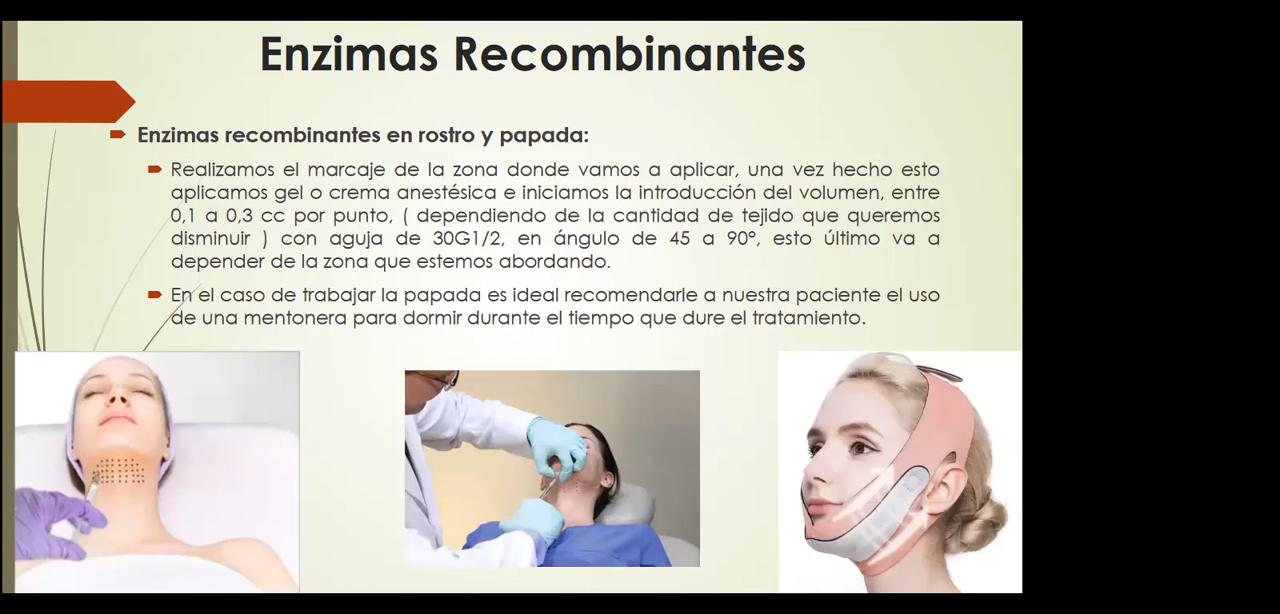 Enzimas Recombinantes
Enzimas recombinantes en rostro y papada:
Realizamos el marcaje de la zona donde vamos a aplicar, una vez hecho esto
aplicamos gel o crema anestésica e iniciamos la introducción del volumen, entre
0,1 a 0,3 cc por punto, ( dependiendo de la cantidad de tejido que queremos
disminuir ) con aguja de 30G1/2, en ángulo de 45 a 90º, esto último va a
depender de la zona que estemos abordando.
En el caso de trabajar la papada es ideal recomendarle a nuestra paciente el uso
de una mentonera para dormir durante el tiempo que dure el tratamiento.